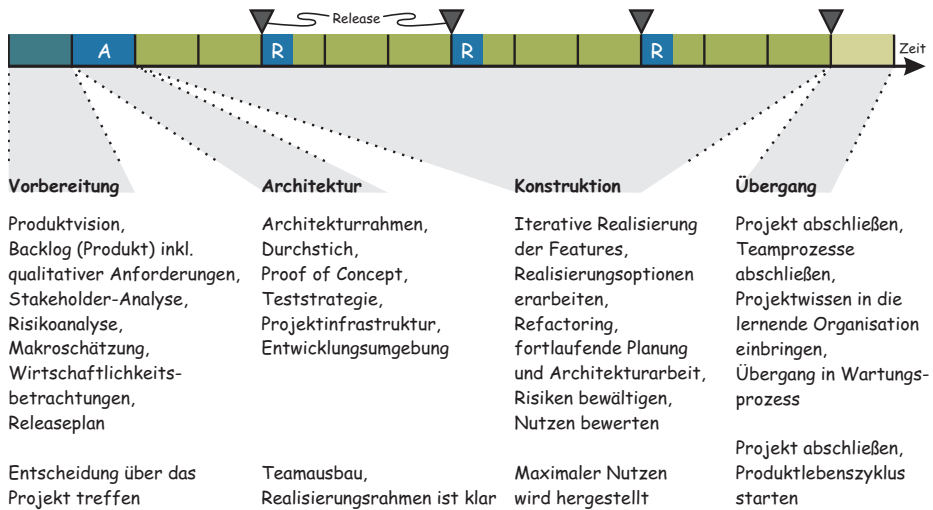 Release
A
R
R
R
Zeit
Vorbereitung
Produktvision,
Backlog (Produkt) inkl.
qualitativer Anforderungen,
Stakeholder-Analyse,
Risikoanalyse,
Makroschätzung,
Wirtschaftlichkeits-
betrachtungen,
Releaseplan
Entscheidung über das
Projekt treffen
Architektur
Architekturrahmen,
Durchstich,
Proof of Concept,
Teststrategie,
Projektinfrastruktur,
Entwicklungsumgebung
Teamausbau,
Realisierungsrahmen ist klar
Konstruktion
Iterative Realisierung
der Features,
Realisierungsoptionen
erarbeiten,
Refactoring,
fortlaufende Planung
und Architekturarbeit,
Risiken bewältigen,
Nutzen bewerten
Maximaler Nutzen
wird hergestellt
Übergang
Projekt abschließen,
Teamprozesse
abschließen,
Projektwissen in die
lernende Organisation
einbringen,
Übergang in Wartungs-
prozess
Projekt abschließen,
Produktlebenszyklus
starten